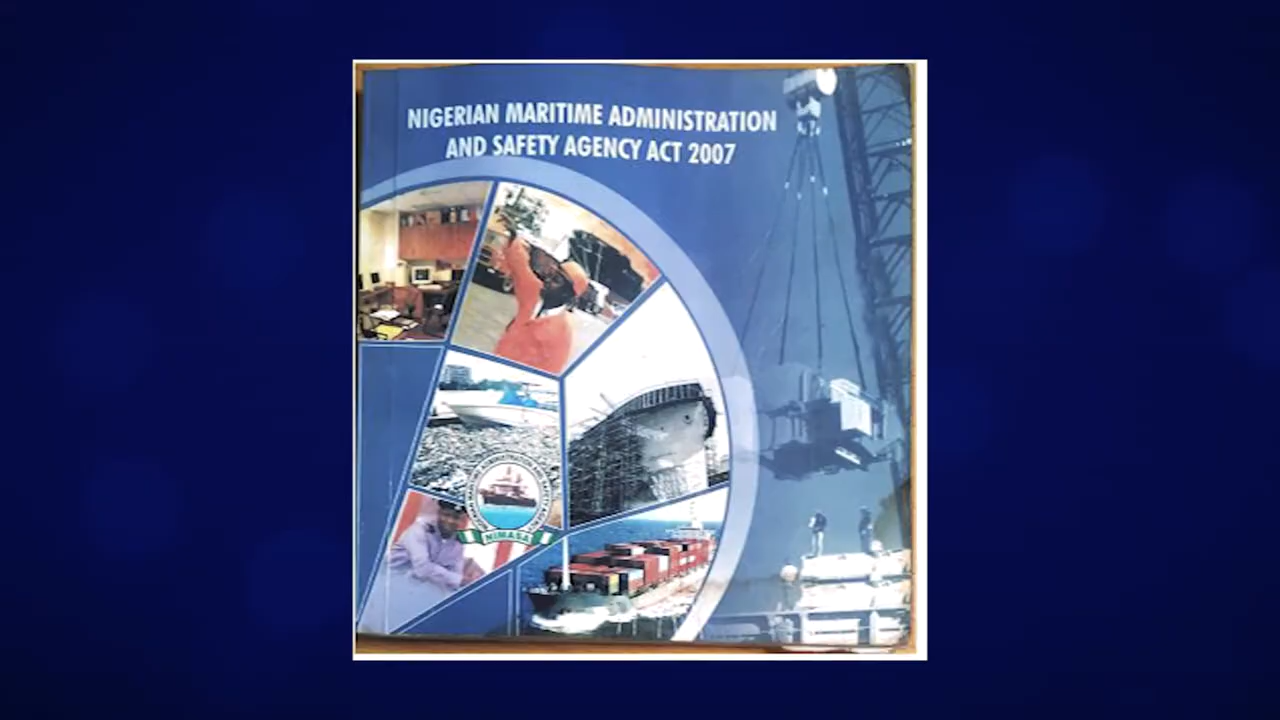 NIGERIAN MARITIME ADMINISTRATION
AND SAFETY AGENCY ACT 2007
NIMASA